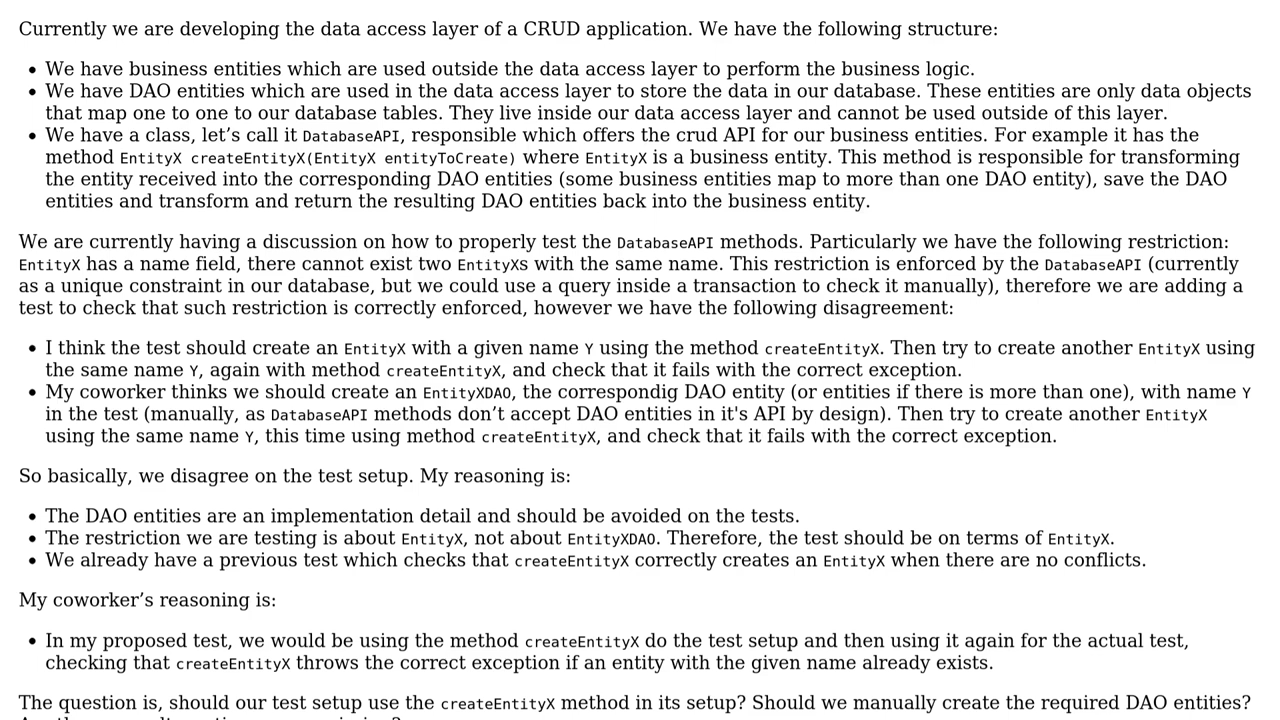 Currently we are developing the data access layer of a CRUD application. We have the following structure:
• We have business entities which are used outside the data access layer to perform the business logic.
• We have DAO entities which are used in the data access layer to store the data in our database. These entities are only data objects
that map one to one to our database tables. They live inside our data access layer and cannot be used outside of this layer.
• We have a class, let’s call it DatabaseAPI, responsible which offers the crud API for our business entities. For example it has the
method EntityX createEntityX(EntityX entityToCreate) where EntityX is a business entity. This method is responsible for transforming
the entity received into the corresponding DAO entities (some business entities map to more than one DAO entity), save the DAO
entities and transform and return the resulting DAO entities back into the business entity.
We are currently having a discussion on how to properly test the DatabaseAPI methods. Particularly we have the following restriction:
EntityX has a name field, there cannot exist two EntityXs with the same name. This restriction is enforced by the DatabaseAPI (currently
as a unique constraint in our database, but we could use a query inside a transaction to check it manually), therefore we are adding a
test to check that such restriction is correctly enforced, however we have the following disagreement:
• I think the test should create an EntityX with a given name Y using the method createEntityX. Then try to create another EntityX using
the same name Y, again with method createEntityX, and check that it fails with the correct exception.
• My coworker thinks we should create an EntityXDAO, the correspondig DAO entity (or entities if there is more than one), with name Y
in the test (manually, as DatabaseAPI methods don’t accept DAO entities in it's API by design). Then try to create another EntityX
using the same name Y, this time using method createEntityX, and check that it fails with the correct exception.
So basically, we disagree on the test setup. My reasoning is:
• The DAO entities are an implementation detail and should be avoided on the tests.
• The restriction we are testing is about EntityX, not about EntityXDAO. Therefore, the test should be on terms of EntityX.
• We already have a previous test which checks that createEntityX correctly creates an EntityX when there are no conflicts.
My coworker’s reasoning is:
• In my proposed test, we would be using the method createEntityX do the test setup and then using it again for the actual test,
checking that createEntityX throws the correct exception if an entity with the given name already exists.
The question is, should our test setup use the createEntityX method in its setup? Should we manually create the required DAO entities?